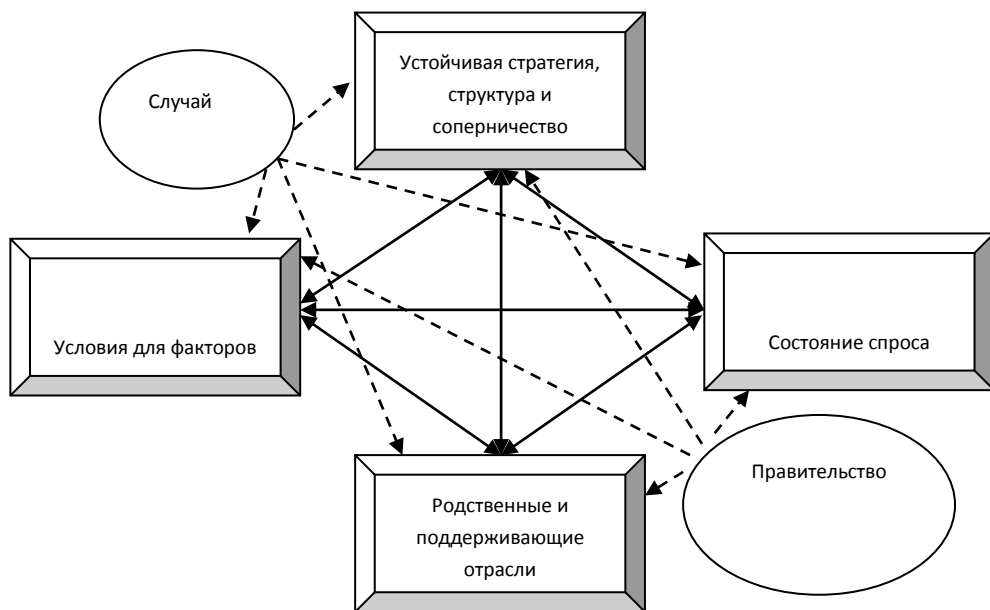 Устойчивая стратегия,
структура и
соперничество
Случай
Условия для факторов
Состояние спроса
Правительство
Родственные и
поддерживающие
отрасли